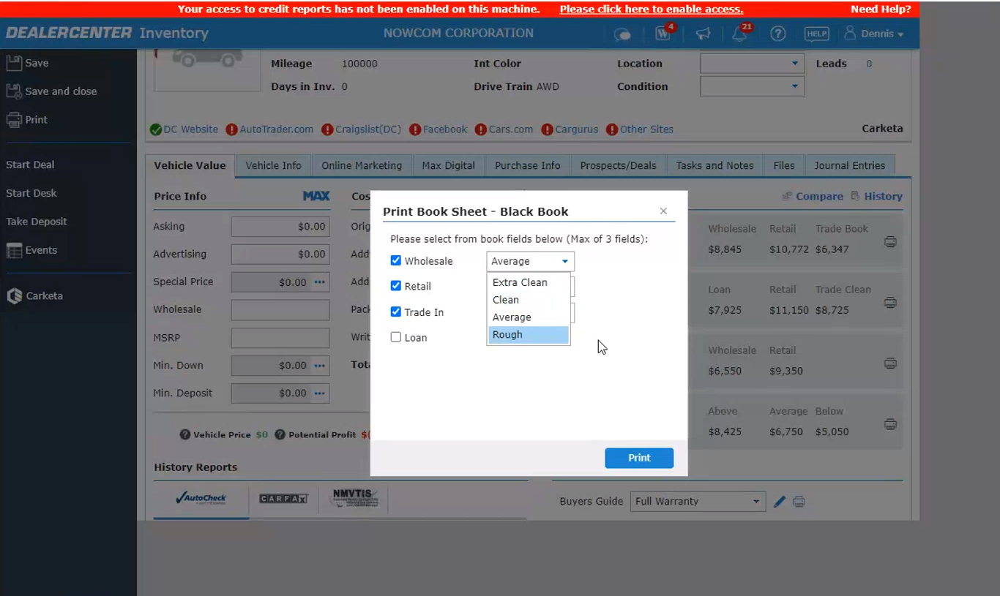 Your access to credit reports has not been enabled on this machine. Please click here to enable access. Need Help?
DEALERCENTER Inventory NOWCOM CORPORATION W 4 21 ? HELP Dennis
Save
Save and close
Print
Start Deal
Start Desk
Take Deposit
Events
Carketa
Mileage 100000 Int Color Location Leads 0
Days in Inv. 0 Drive Train AWD Condition
DC Website AutoTrader.com Craigslist(DC) Facebook Cars.com Cargurus Other Sites Carketa
Vehicle Value Vehicle Info Online Marketing Max Digital Purchase Info Prospects/Deals Tasks and Notes Files Journal Entries
Price Info MAX
Compare History
Asking $0.00
Advertising $0.00
Special Price $0.00
Wholesale
MSRP
Min. Down $0.00
Min. Deposit $0.00
Vehicle Price $0 Potential Profit
Print Book Sheet - Black Book
Please select from book fields below (Max of 3 fields):
Wholesale Average
Retail
Trade In
Loan
Extra Clean
Clean
Average
Rough
Print
Wholesale Retail Trade Book
$8,845 $10,772 $6,347
Loan Retail Trade Clean
$7,925 $11,150 $8,725
Wholesale Retail
$6,550 $9,350
Above Average Below
$8,425 $6,750 $5,050
History Reports
AutoCheck CARFAX NMVTIS
Buyers Guide Full Warranty